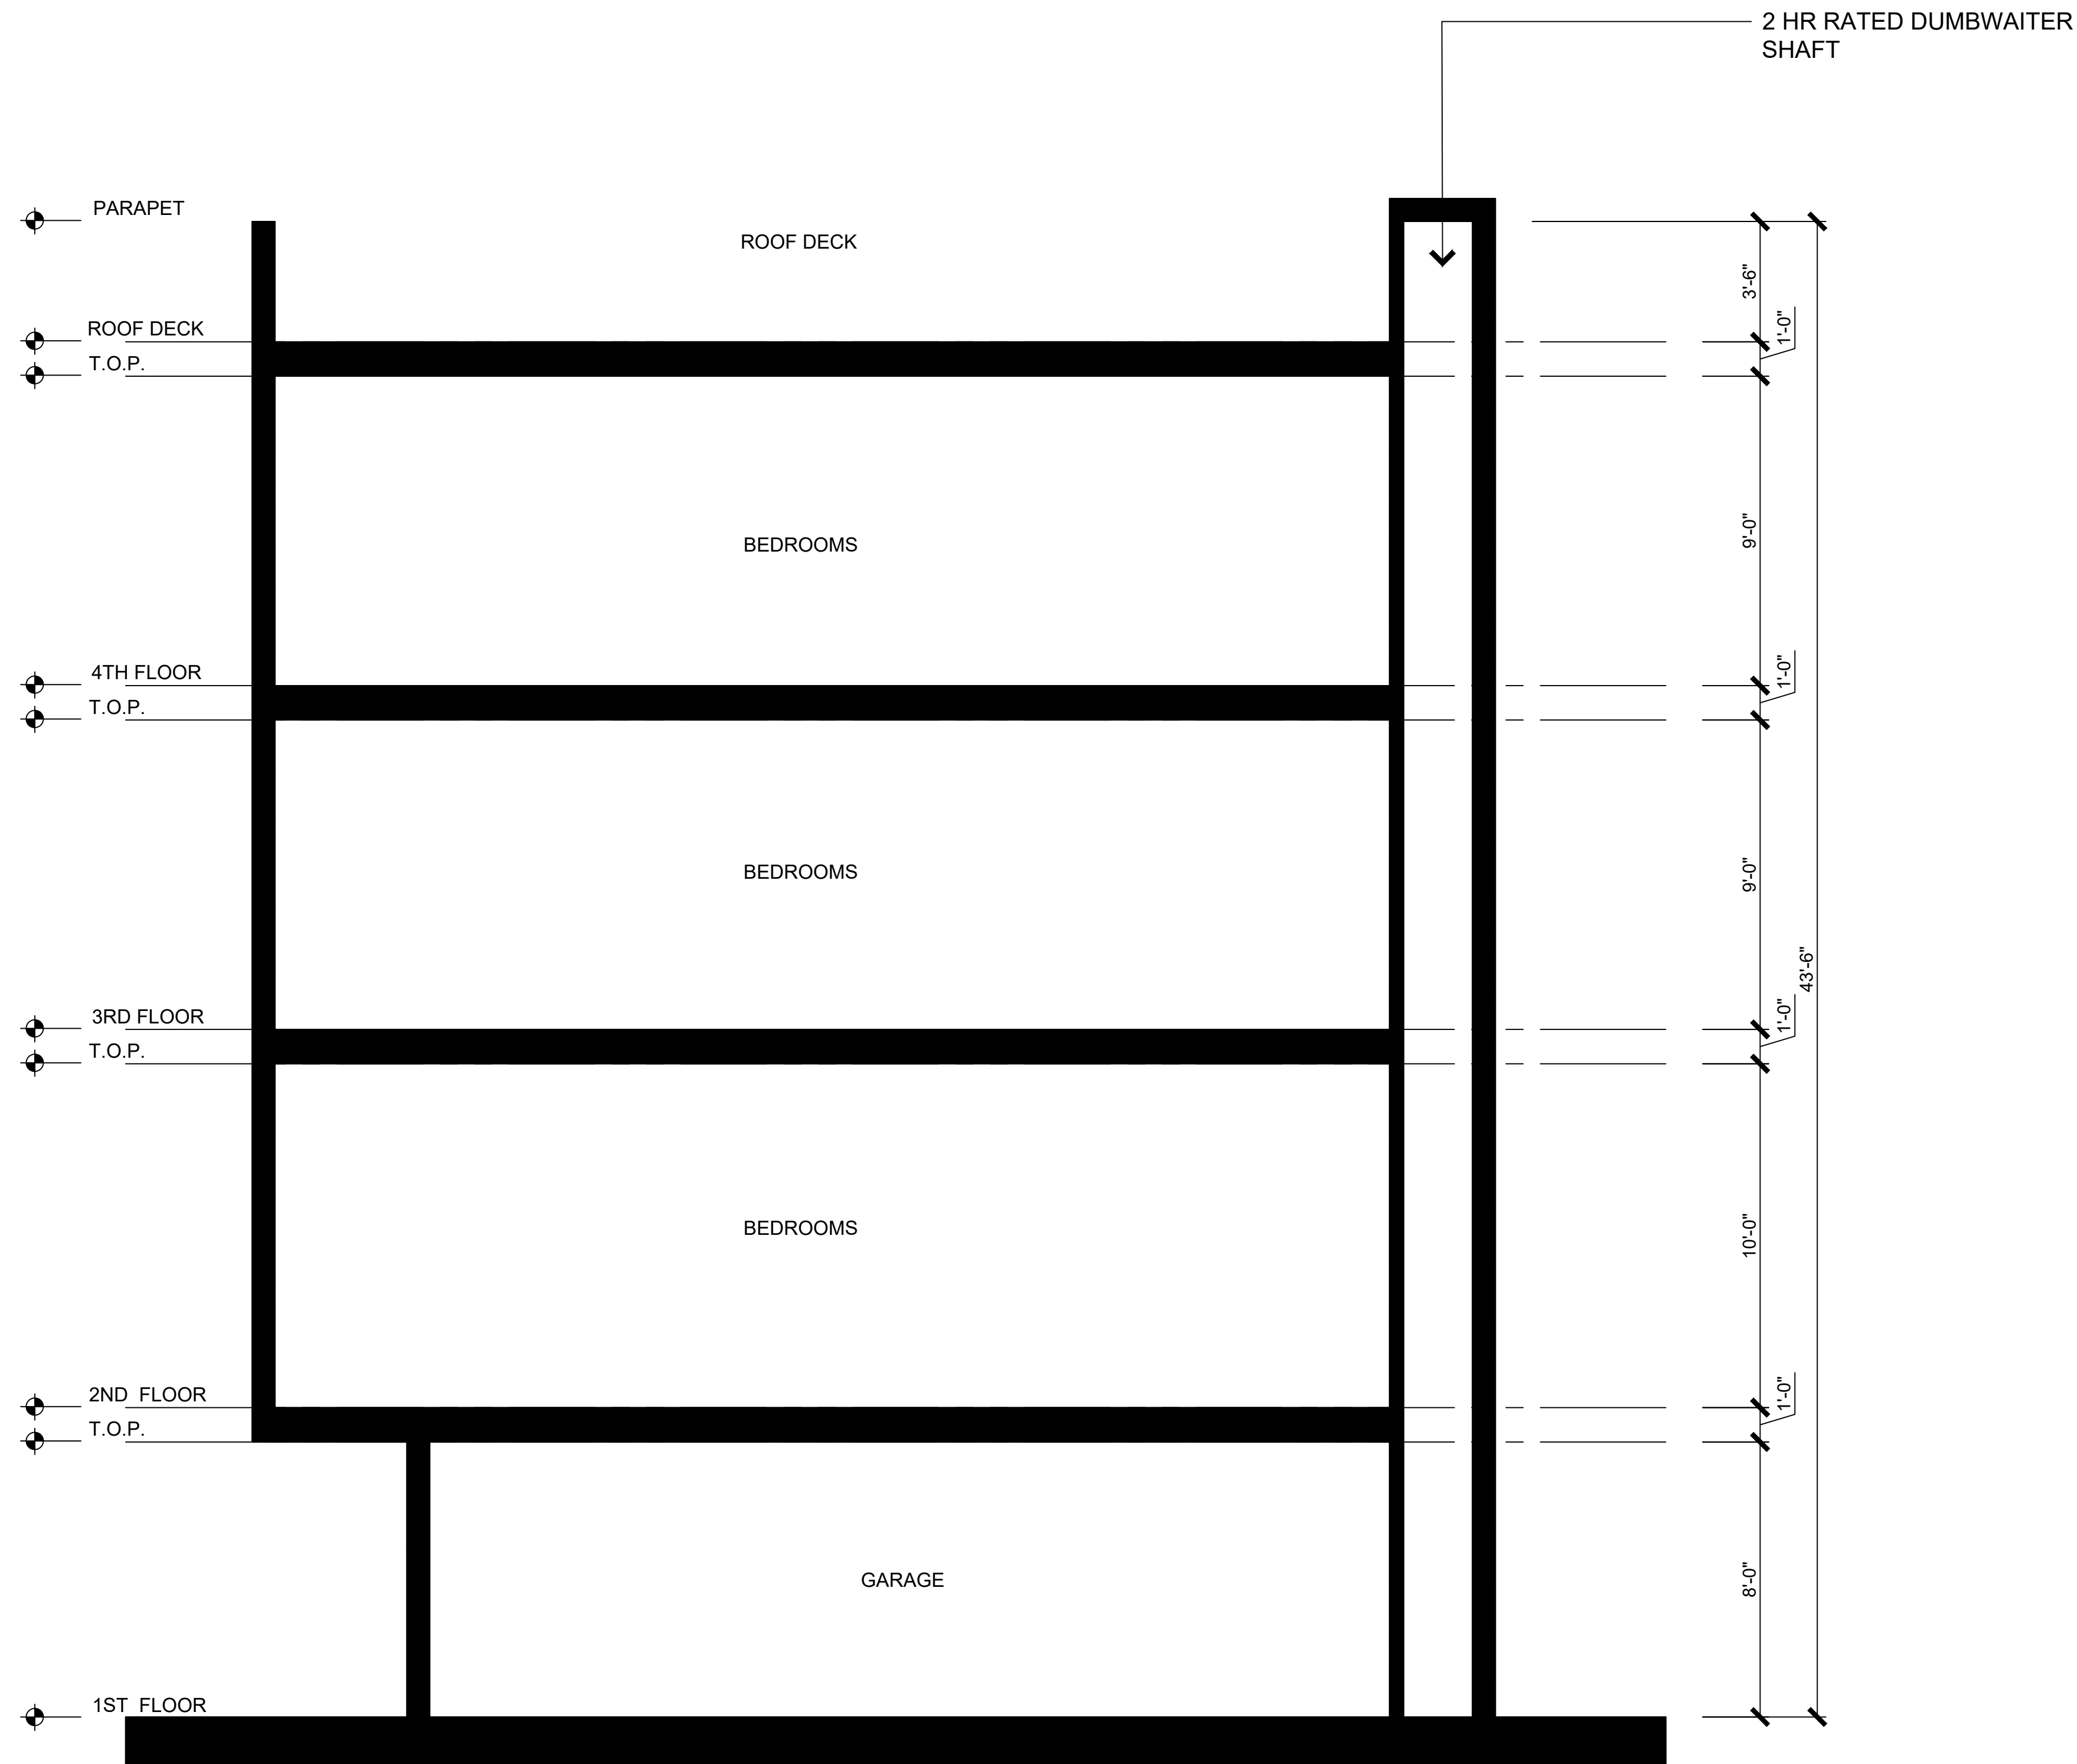 2 HR RATED DUMBWAITER
SHAFT
PARAPET
ROOF DECK
3'-6"
ROOF DECK
1'-0"
T.O.P.
9'-0"
BEDROOMS
4TH FLOOR
1'-0"
T.O.P.
9'-0"
BEDROOMS
43'-6"
3RD FLOOR
1'-0"
T.O.P.
10'-0"
BEDROOMS
2ND  FLOOR
1'-0"
T.O.P.
8'-0"
GARAGE
1ST  FLOOR